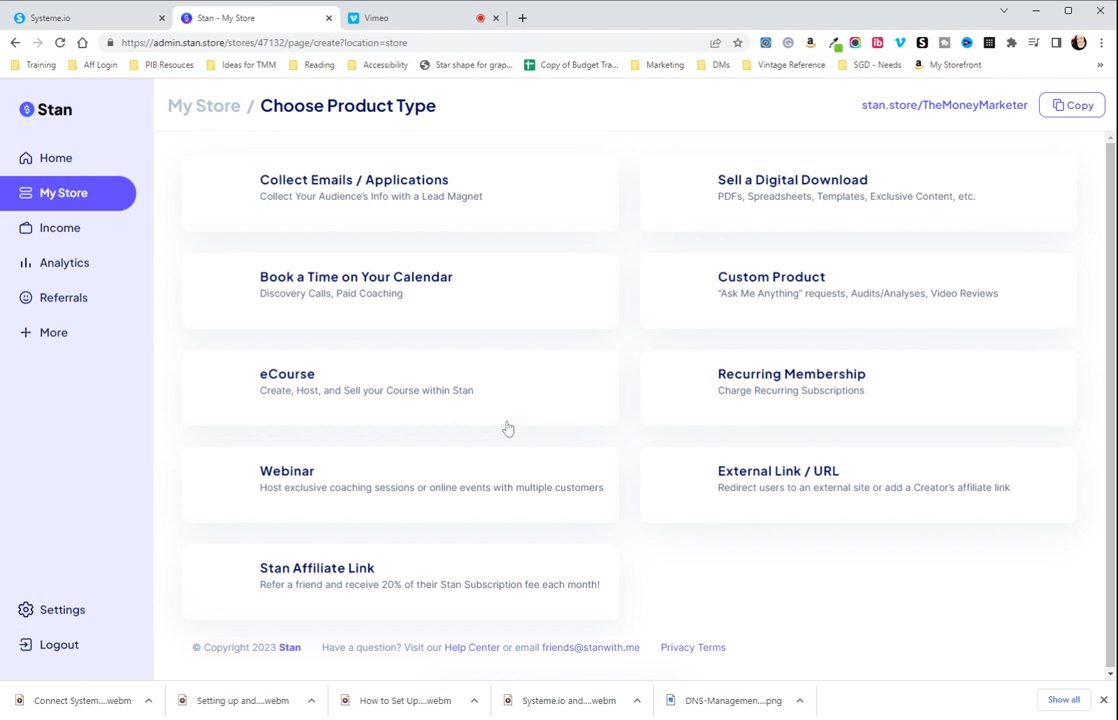 Systeme.io
Stan - My Store
Vimeo
https://admin.stan.store/stores/47132/page/create?location=store
Training
Aff Login
PIB Resouces
Ideas for TMM
Reading
Accessibility
Star shape for grap...
Copy of Budget Tra...
Marketing
DMs
Vintage Reference
SGD - Needs
My Storefront
Stan
My Store / Choose Product Type
stan.store/TheMoneyMarketer
Copy
Home
My Store
Income
Analytics
Referrals
More
Settings
Logout
Collect Emails / Applications
Collect Your Audience's Info with a Lead Magnet
Sell a Digital Download
PDFs, Spreadsheets, Templates, Exclusive Content, etc.
Book a Time on Your Calendar
Discovery Calls, Paid Coaching
Custom Product
"Ask Me Anything" requests, Audits/Analyses, Video Reviews
eCourse
Create, Host, and Sell your Course within Stan
Recurring Membership
Charge Recurring Subscriptions
Webinar
Host exclusive coaching sessions or online events with multiple customers
External Link / URL
Redirect users to an external site or add a Creator's affiliate link
Stan Affiliate Link
Refer a friend and receive 20% of their Stan Subscription fee each month!
© Copyright 2023 Stan
Have a question? Visit our Help Center or email friends@stanwith.me
Privacy Terms
Connect System....webm
Setting up and....webm
How to Set Up....webm
Systeme.io and....webm
DNS-Managemen....png
Show all